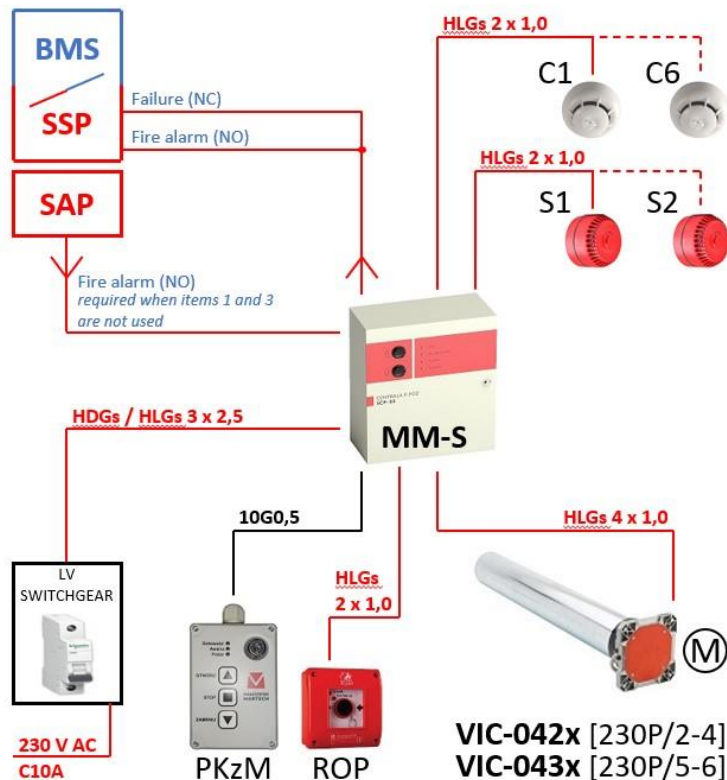 BMS
SSP
SAP
Failure (NC)
Fire alarm (NO)
Fire alarm (NO)
required when items 1 and 3
are not used
HLGs 2 x 1,0
C1
C6
HLGs 2 x 1,0
S1
S2
MM-S
HDGs / HLGs 3 x 2,5
10G0,5
HLGs
2 x 1,0
HLGs 4 x 1,0
LV
SWITCHGEAR
230 V AC
C10A
STOP
PKzM
ROP
M
VIC-042x [230P/2-4]
VIC-043x [230P/5-6]